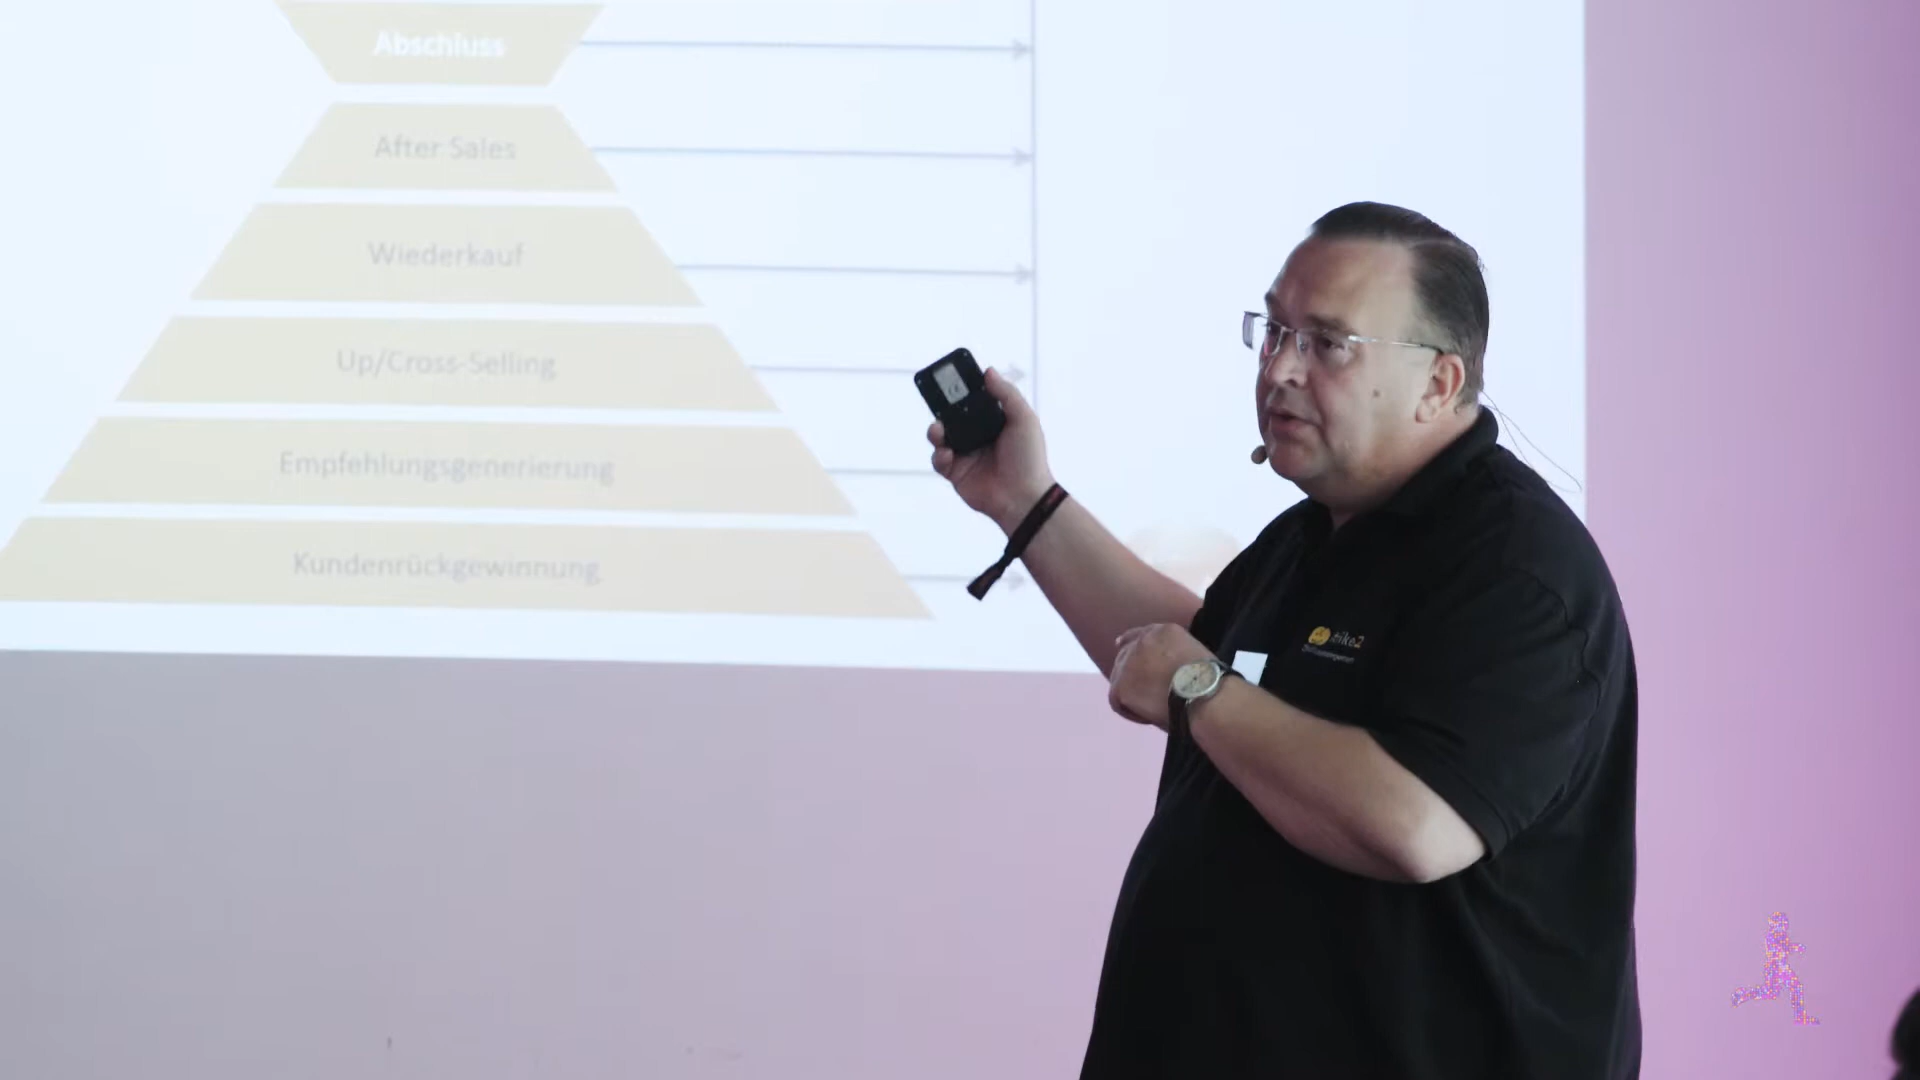 Abschluss
After Sales
Wiederkauf
Up/Cross-Selling
Empfehlungsgenerierung
Kundenrückgewinnung